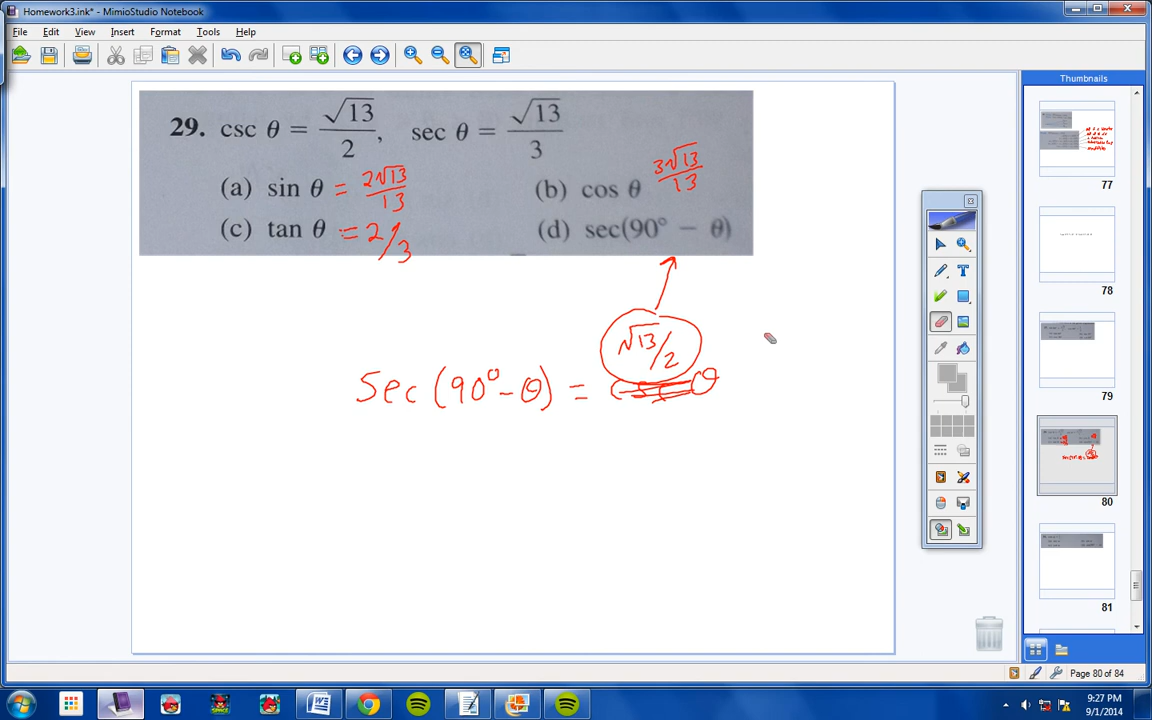 Homework3.ink* - MimioStudio Notebook
File Edit View Insert Format Tools Help
29. csc θ = √13/2, sec θ = √13/3
(a) sin θ = 2√13/13 (b) cos θ 3√13/13
(c) tan θ = 2/3 (d) sec(90° − θ)
√13/2
Sec (90° − θ) = csc θ
Thumbnails
77
78
79
80
81
Page 80 of 84
9:27 PM
9/1/2014